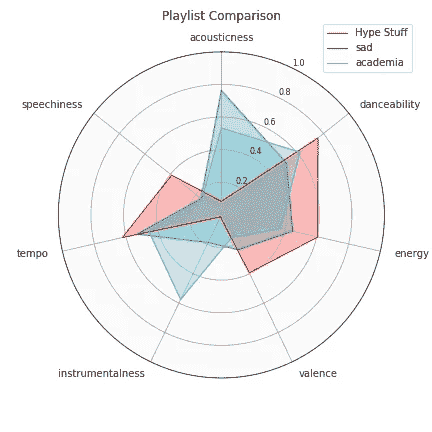 Playlist Comparison
Hype Stuff
sad
academia
acousticness
1.0
0.8
0.6
0.4
0.2
danceability
speechiness
tempo
energy
instrumentalness
valence